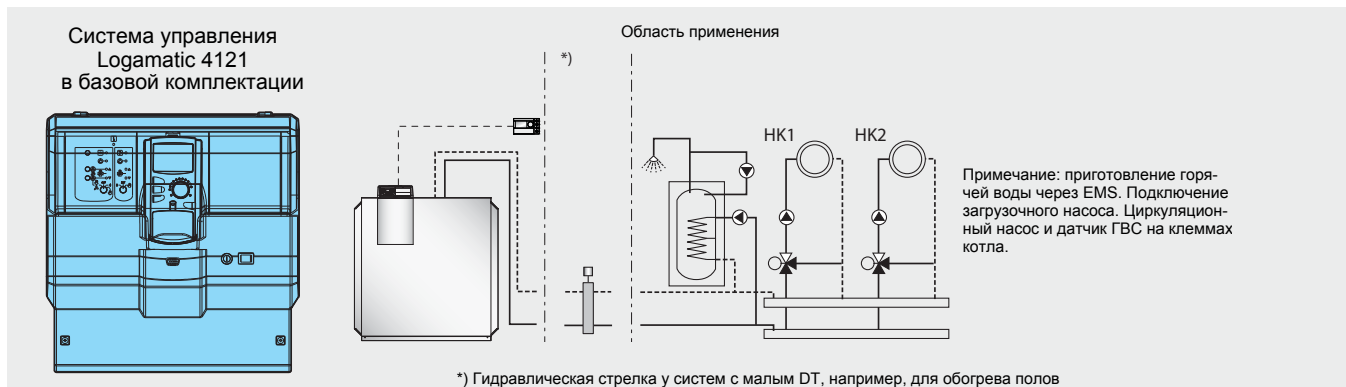 Система управления
Logamatic 4121
в базовой комплектации
Область применения
*)
HK1
HK2
Примечание: приготовление горя-
чей воды через EMS. Подключение
загрузочного насоса. Циркуляцион-
ный насос и датчик ГВС на клеммах
котла.
*) Гидравлическая стрелка у систем с малым DT, например, для обогрева полов